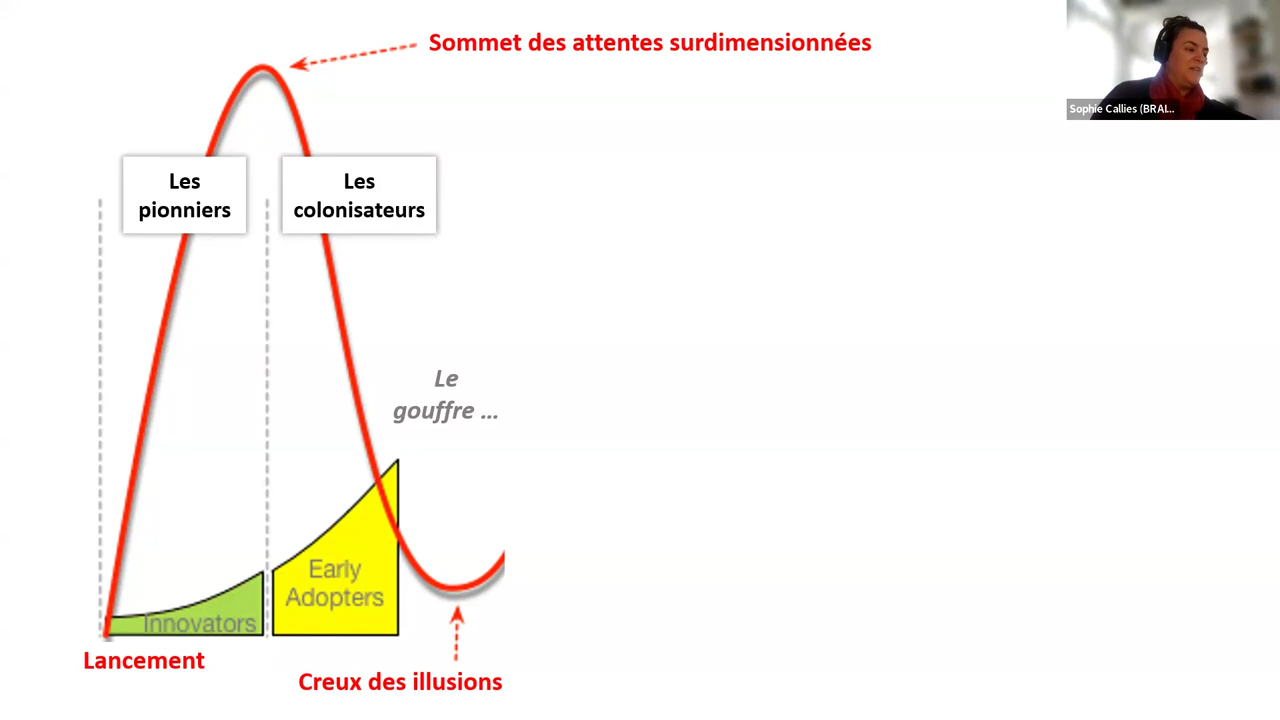 Sommet des attentes surdimensionnées
Sophie Callies (BRAI...
Les
pionniers
Les
colonisateurs
Le
gouffre ...
Early
Adopters
Innovators
Lancement
Creux des illusions